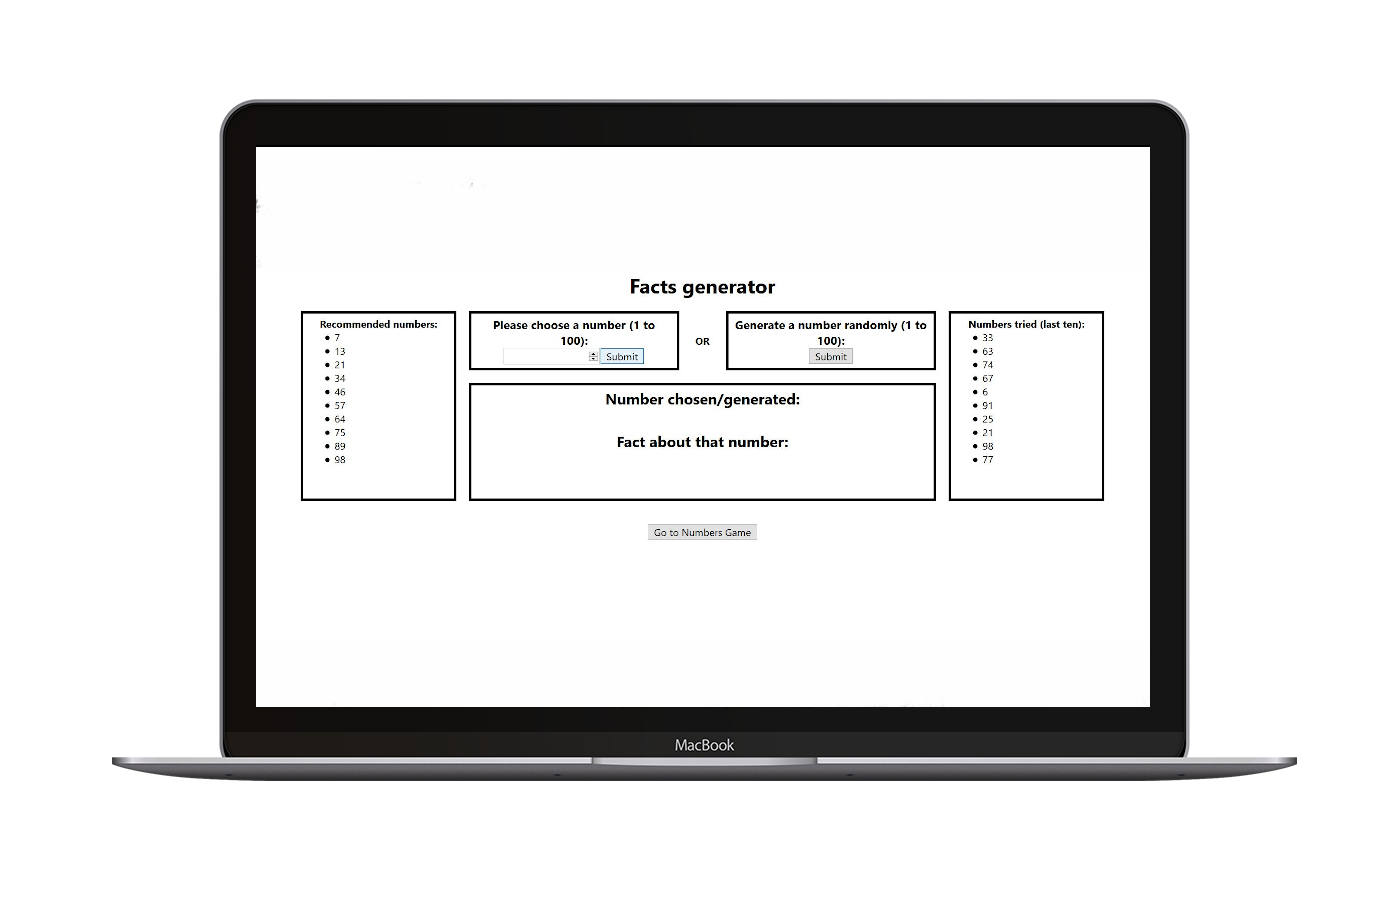 Facts generator
Recommended numbers:
• 7
• 13
• 21
• 34
• 46
• 57
• 64
• 75
• 89
• 98
Please choose a number (1 to
100):
Submit
OR
Generate a number randomly (1 to
100):
Submit
Number chosen/generated:
Fact about that number:
Numbers tried (last ten):
• 33
• 63
• 74
• 67
• 6
• 91
• 25
• 21
• 98
• 77
Go to Numbers Game
MacBook